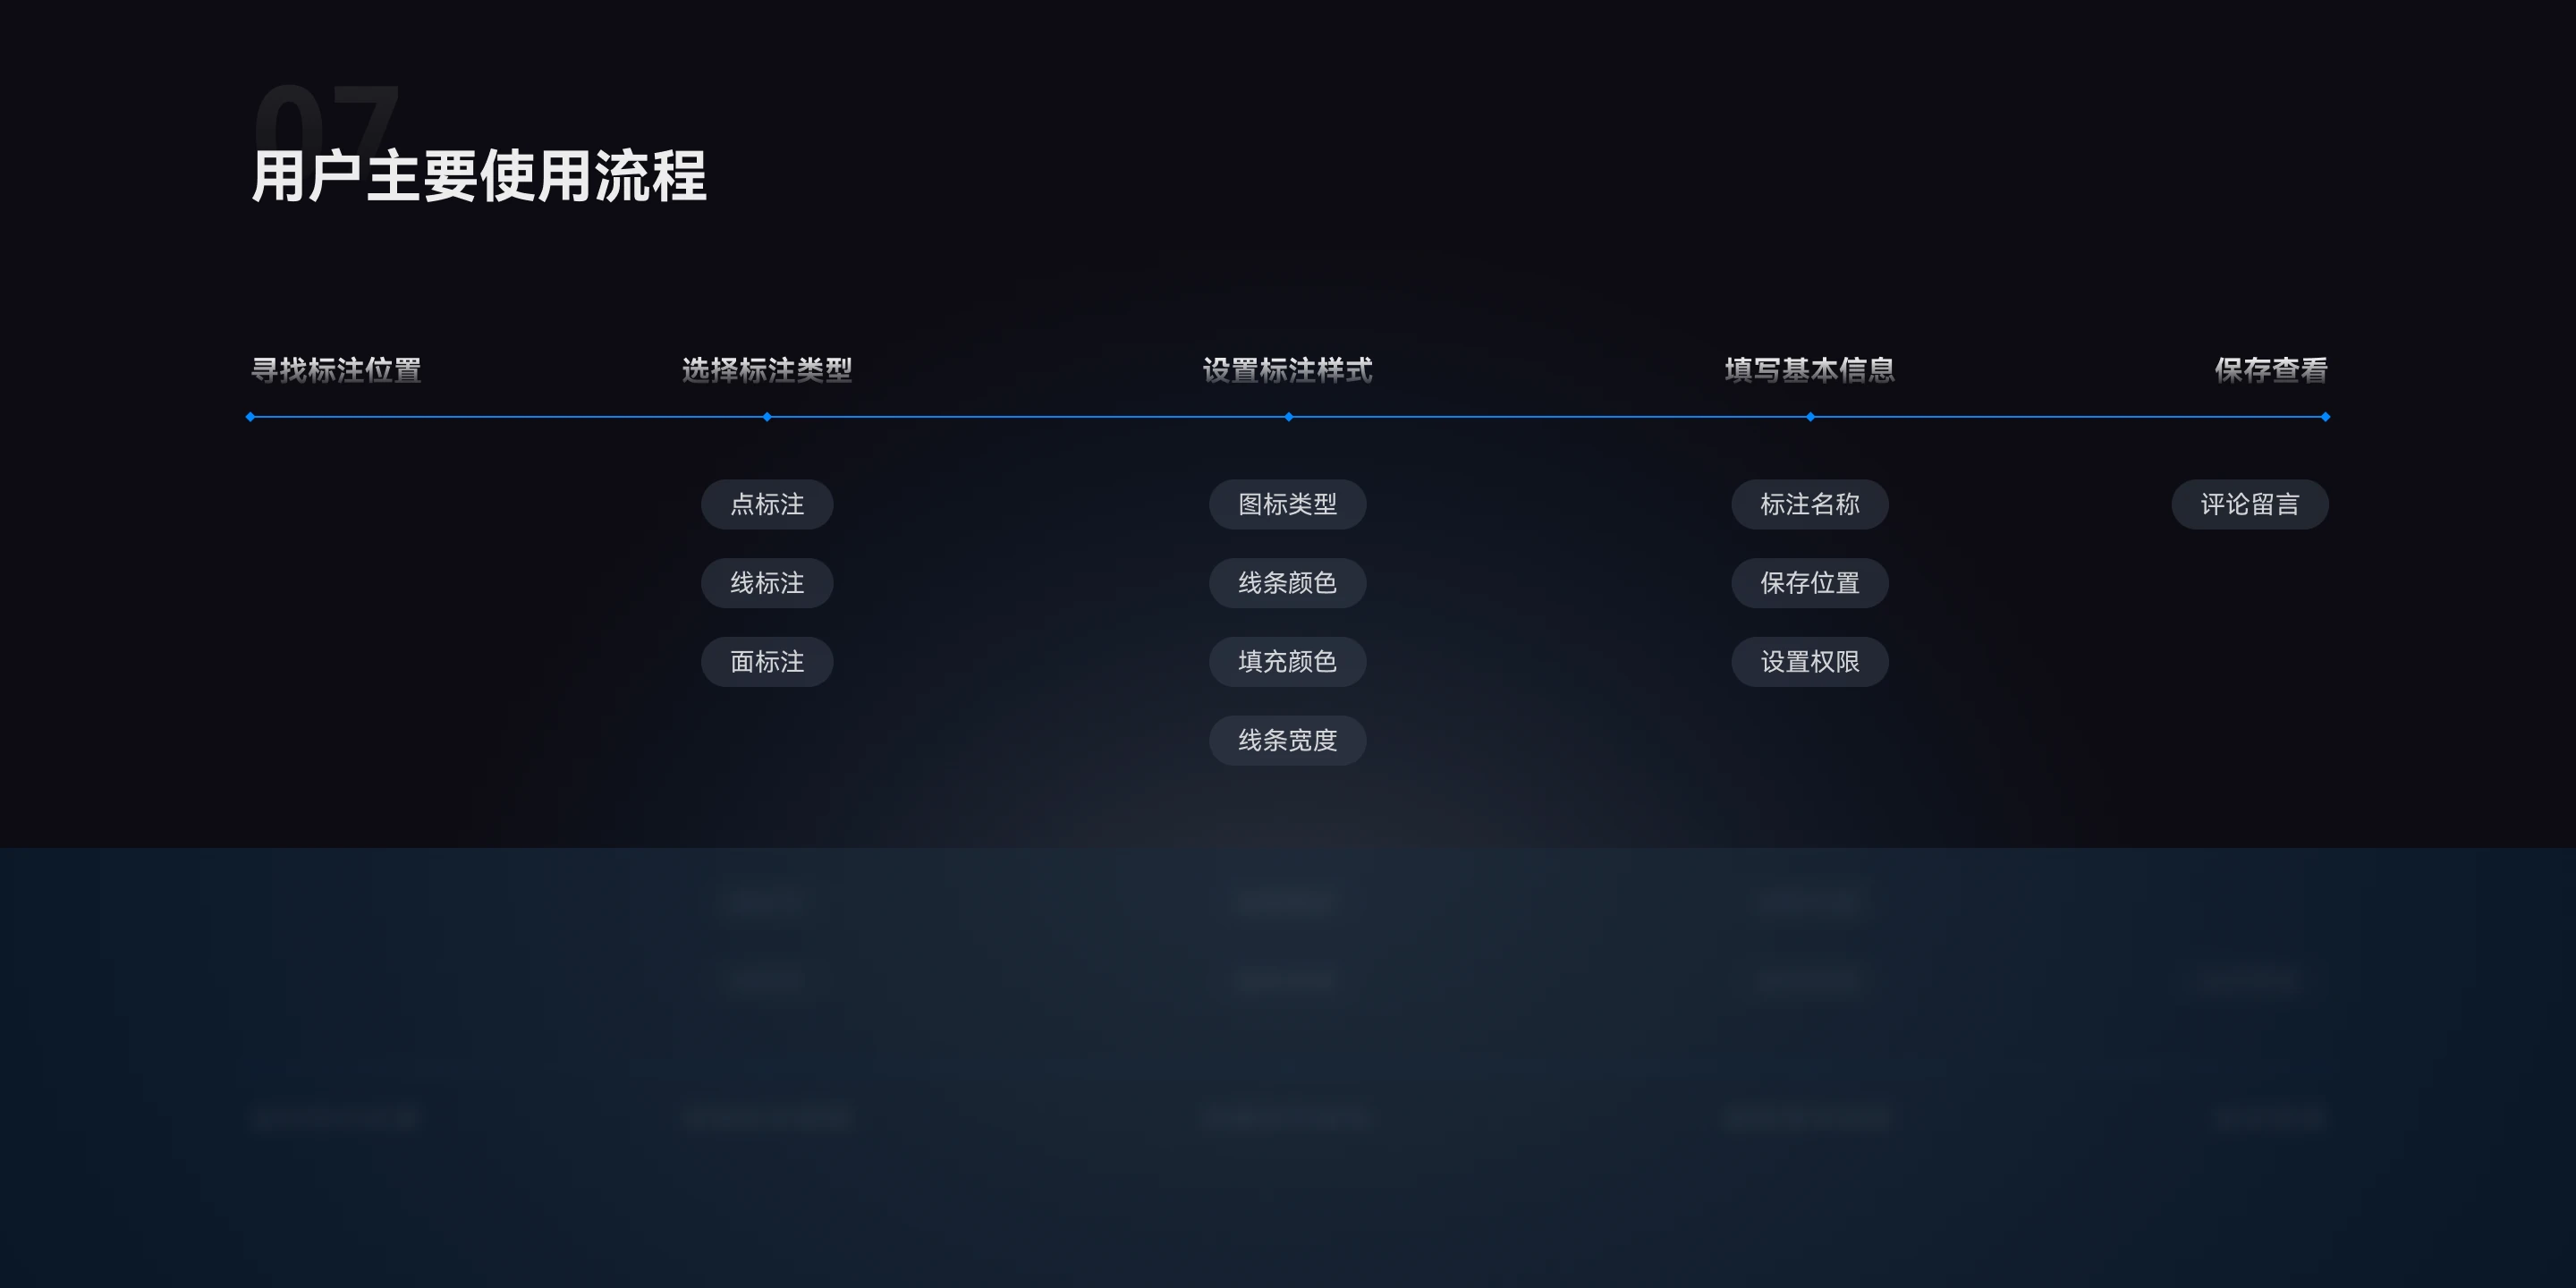 07
用户主要使用流程
寻找标注位置
选择标注类型
设置标注样式
填写基本信息
保存查看
点标注
图标类型
标注名称
评论留言
线标注
线条颜色
保存位置
面标注
填充颜色
设置权限
线条宽度